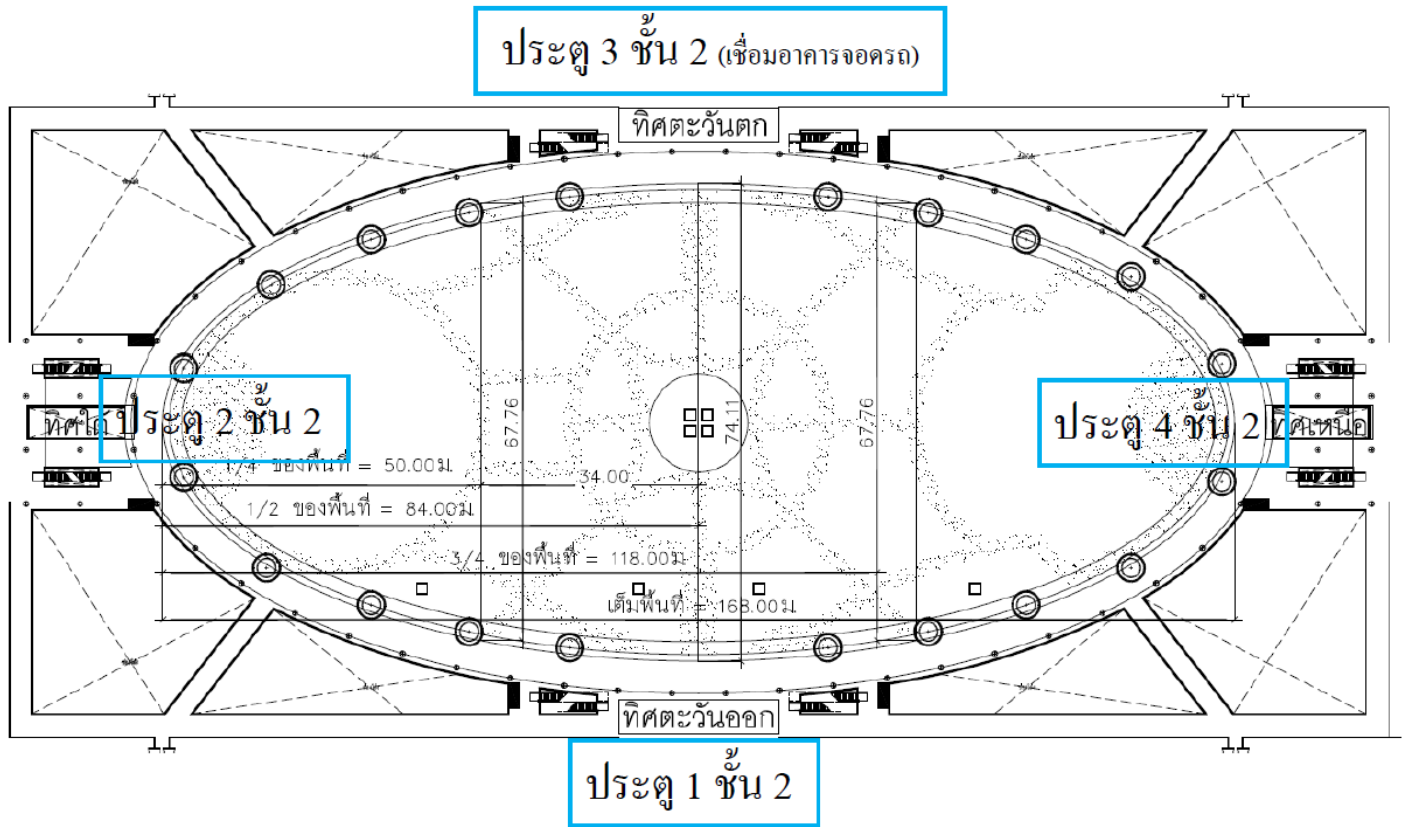 ประตู 3 ชั้น 2 (เชื่อมอาคารจอดรถ)
ทิศตะวันตก
67.76
74.11
67.76
ทิศใต้
ประตู 2 ชั้น 2
ประตู 4 ชั้น 2
ทิศเหนือ
1/4 ของพื้นที่ = 50.00ม.
34.00
1/2 ของพื้นที่ = 84.00ม.
3/4 ของพื้นที่ = 118.00ม.
เต็มพื้นที่ = 168.00ม.
ทิศตะวันออก
ประตู 1 ชั้น 2